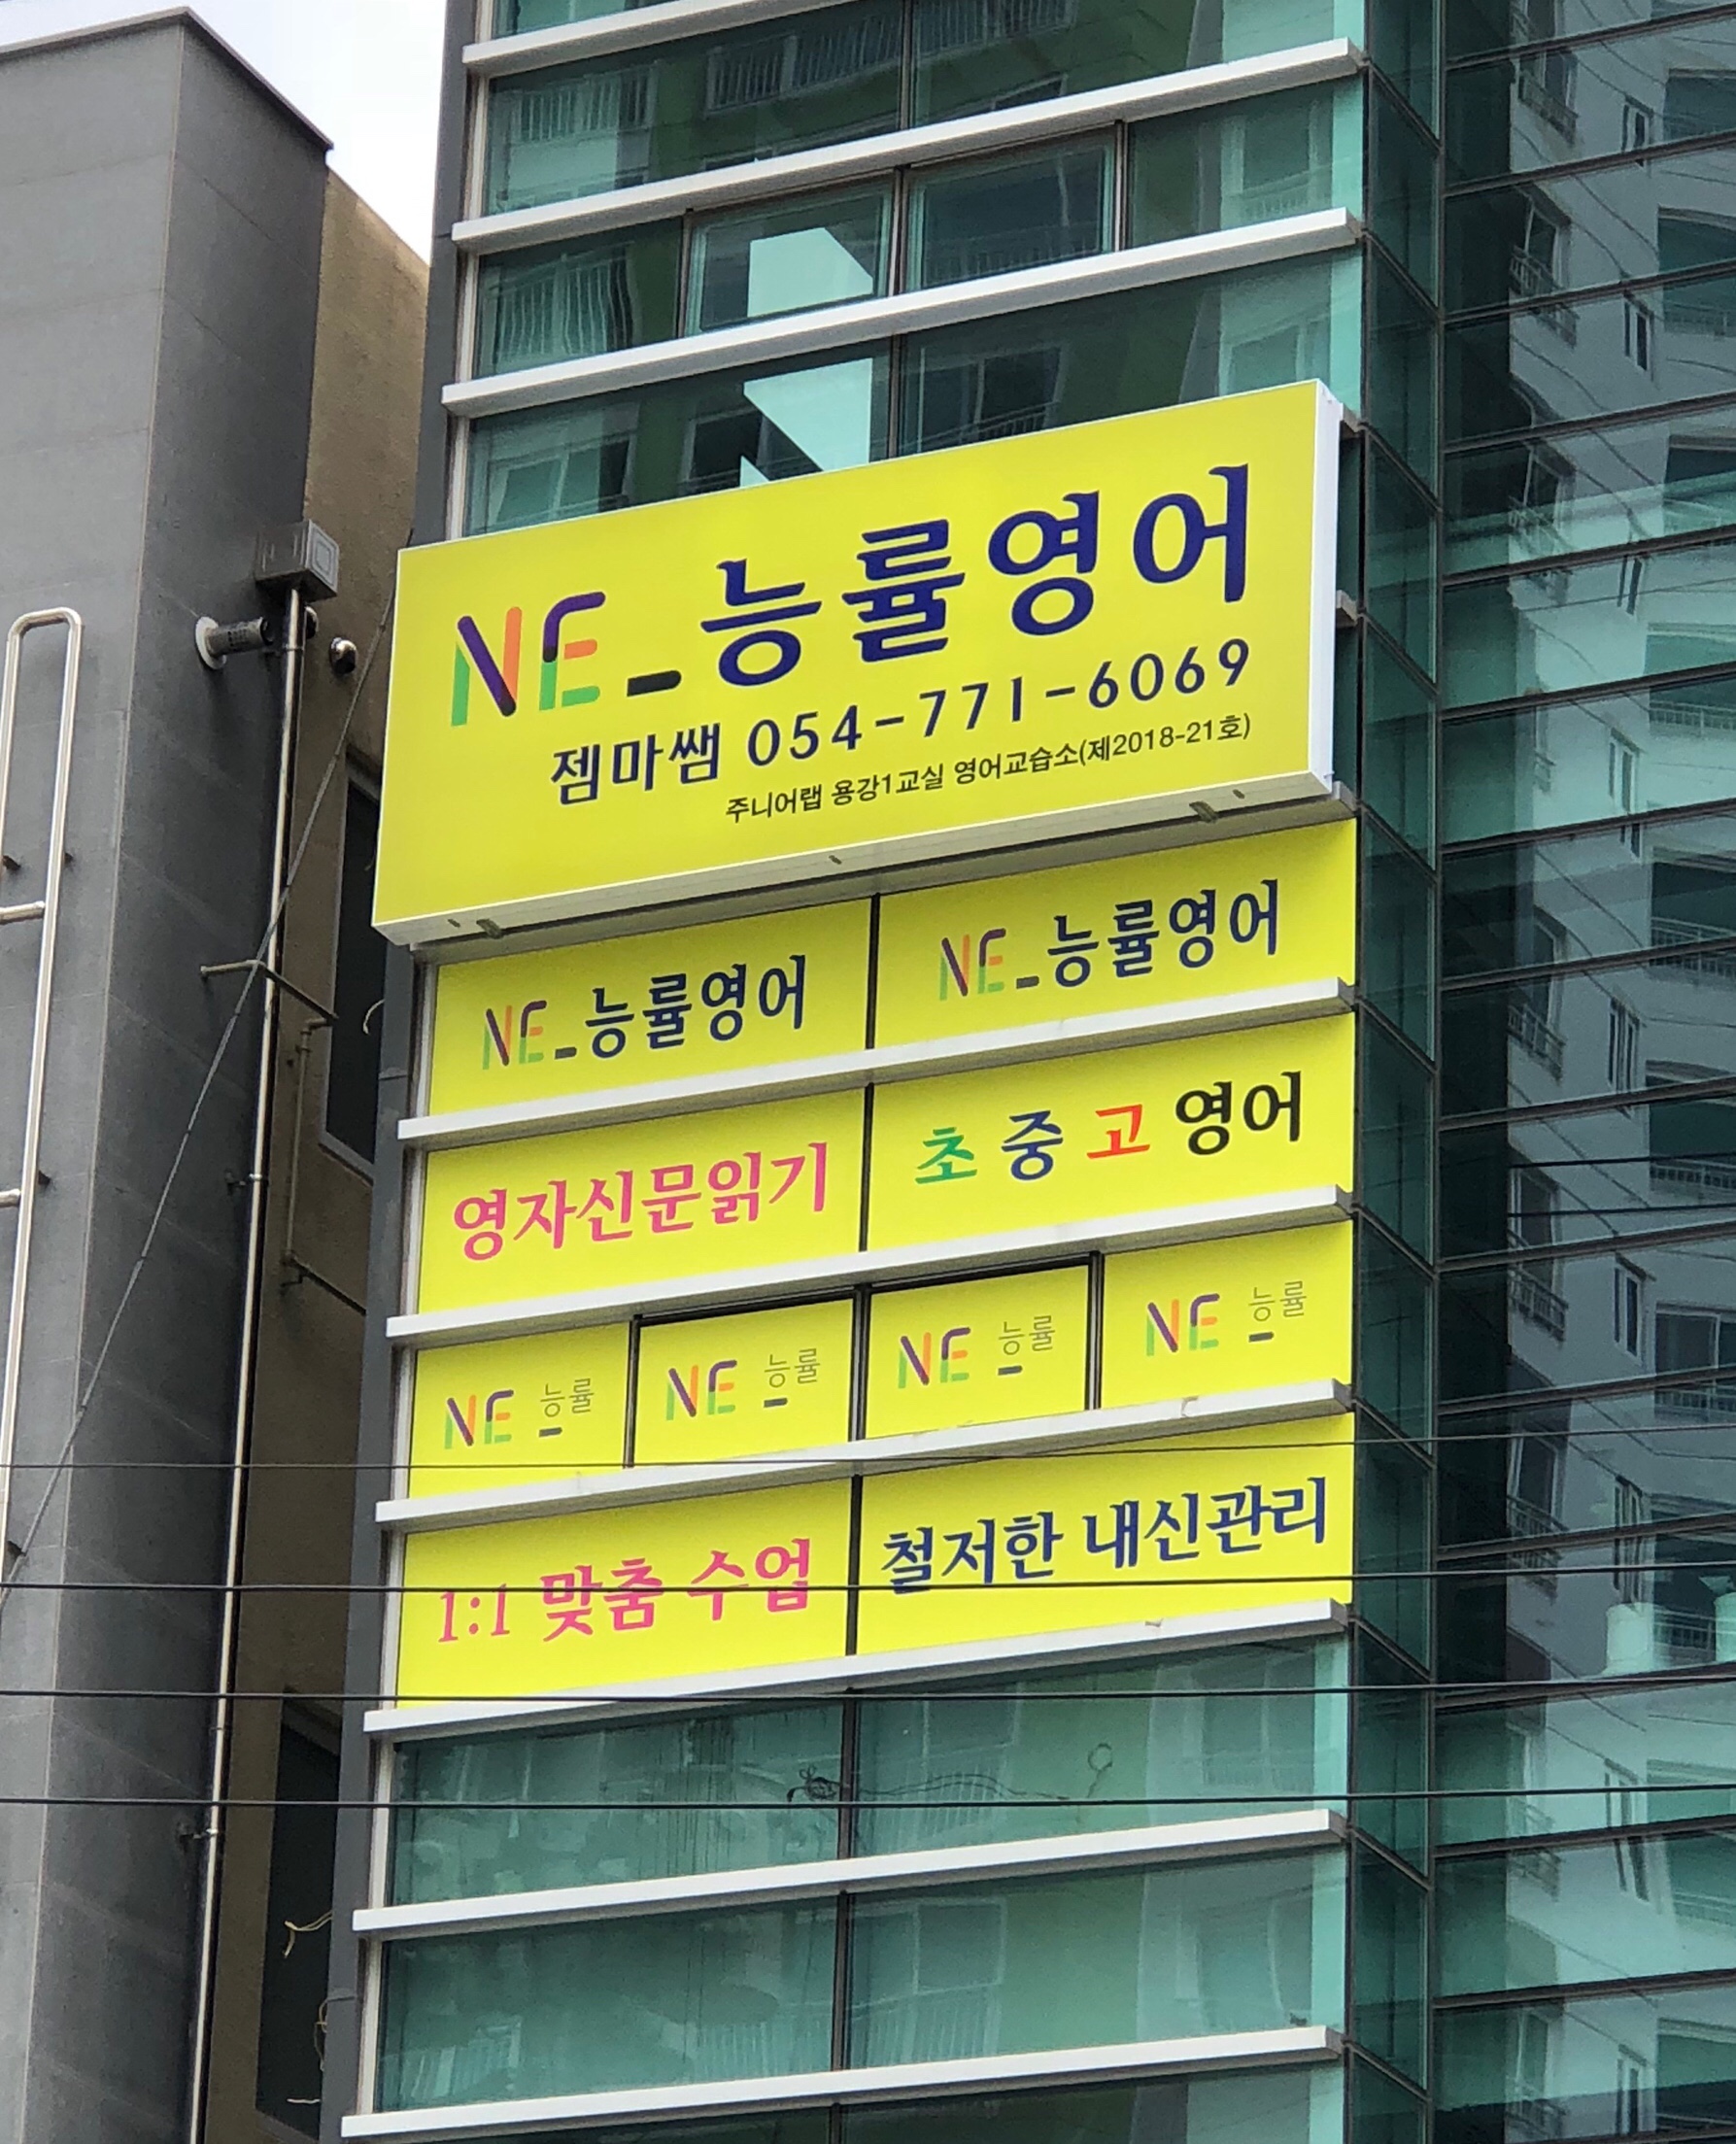 NE_능률영어
젬마쌤 054-771-6069
주니어랩 용강1교실 영어교습소(제2018-21호)
NE_능률영어
NE_능률영어
영자신문읽기
초 중 고 영어
NE 능률
NE 능률
NE 능률
NE 능률
1:1 맞춤 수업
철저한 내신관리